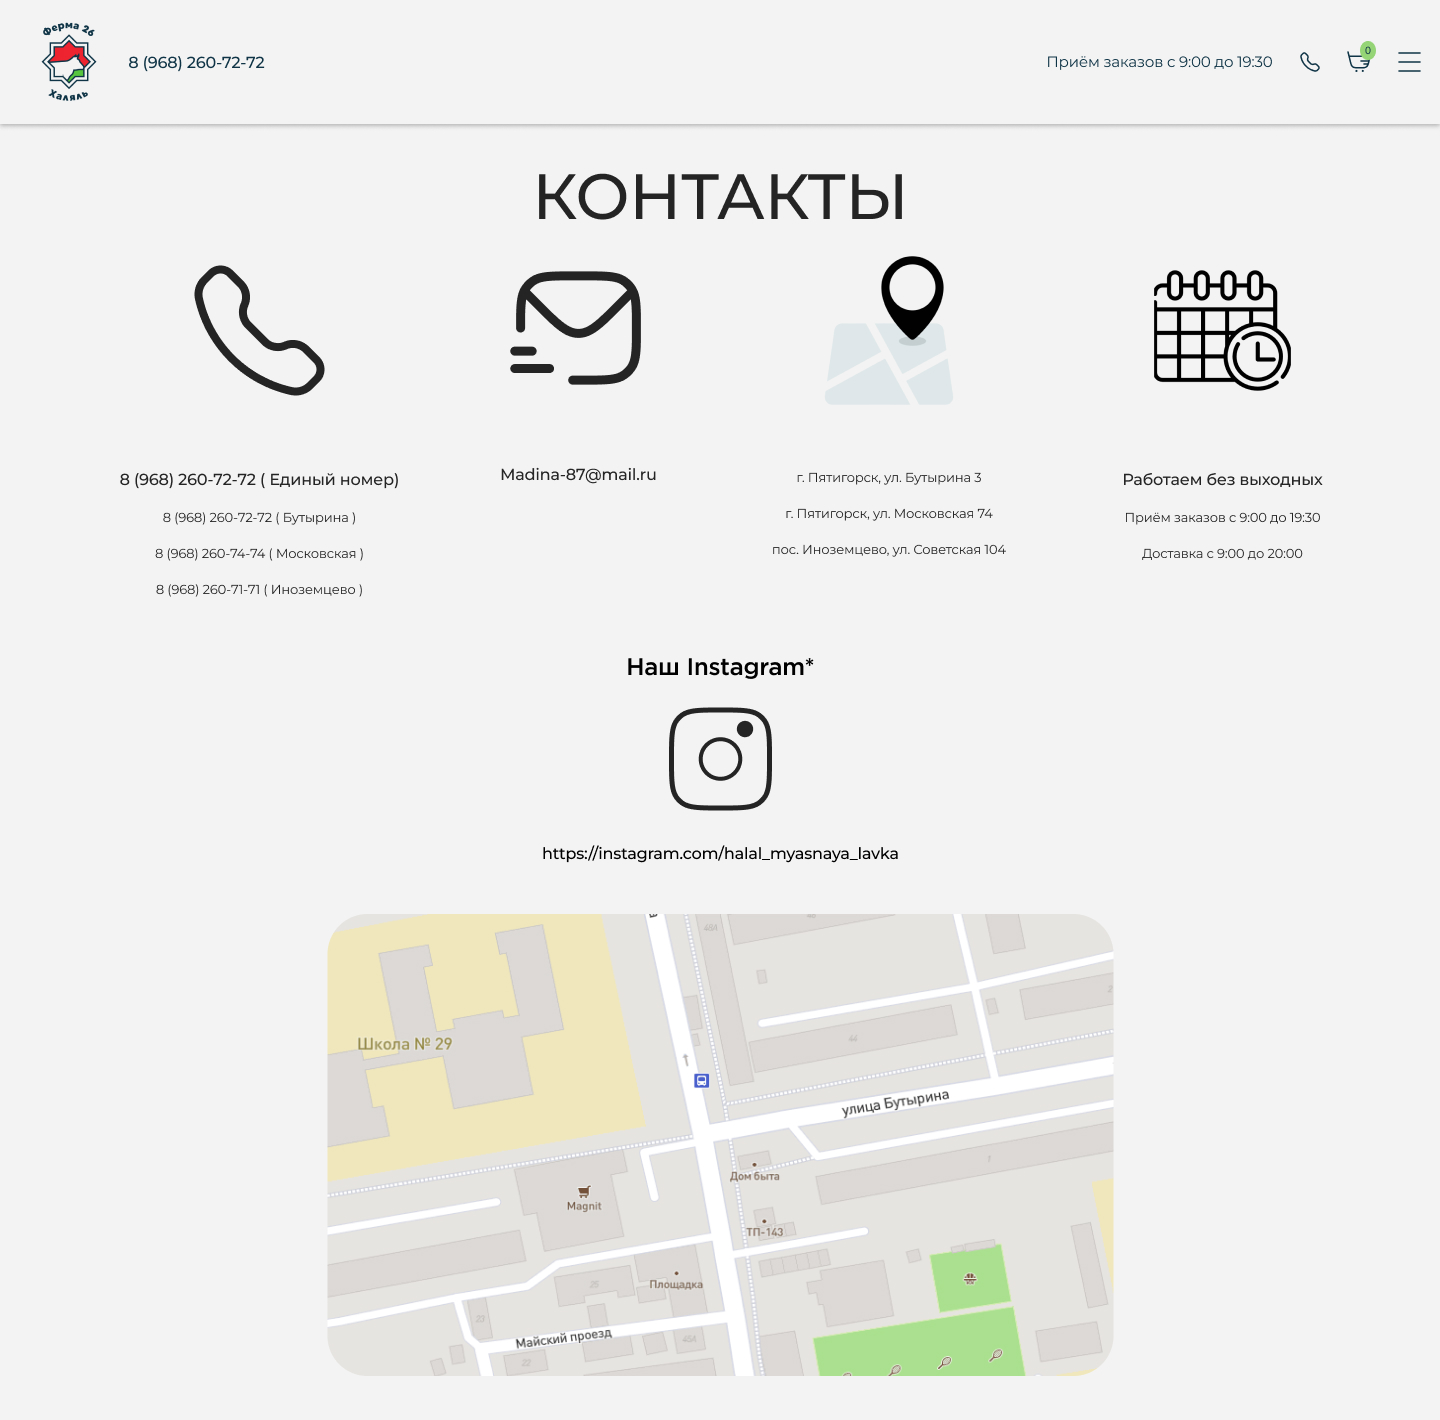 Ферма 26
Халяль
8 (968) 260-72-72
Приём заказов с 9:00 до 19:30
0
КОНТАКТЫ
8 (968) 260-72-72 ( Единый номер)
8 (968) 260-72-72 ( Бутырина )
8 (968) 260-74-74 ( Московская )
8 (968) 260-71-71 ( Иноземцево )
Madina-87@mail.ru
г. Пятигорск, ул. Бутырина 3
г. Пятигорск, ул. Московская 74
пос. Иноземцево, ул. Советская 104
Работаем без выходных
Приём заказов с 9:00 до 19:30
Доставка с 9:00 до 20:00
Наш Instagram*
https://instagram.com/halal_myasnaya_lavka
Школа № 29
44
улица Бутырина
Дом быта
Magnit
ТП-143
Площадка
25
23
Майский проезд
22